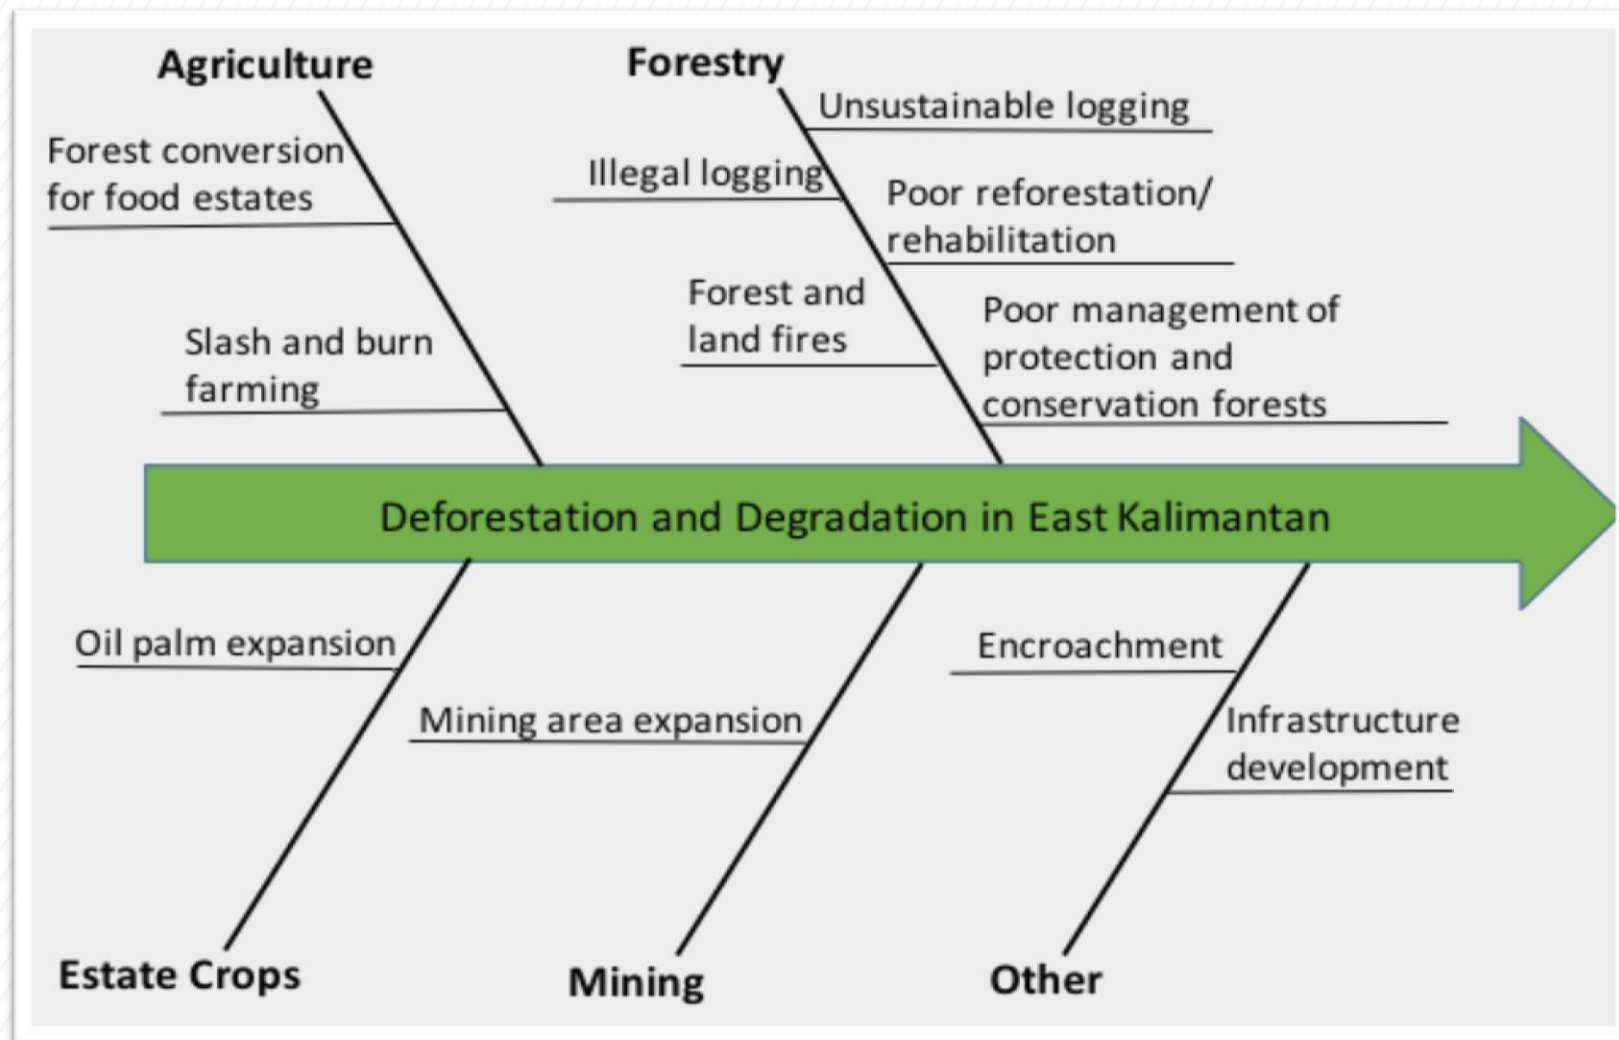 Agriculture
Forest conversion
for food estates
Slash and burn
farming
Forestry
Unsustainable logging
Illegal logging
Poor reforestation/
rehabilitation
Forest and
land fires
Poor management of
protection and
conservation forests
Deforestation and Degradation in East Kalimantan
Oil palm expansion
Estate Crops
Mining area expansion
Mining
Encroachment
Infrastructure
development
Other